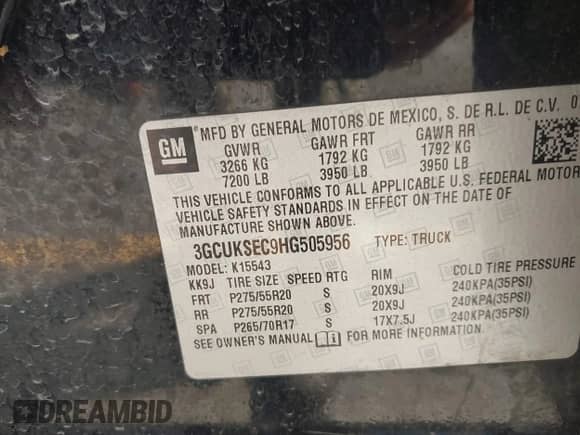 GM
MFD BY GENERAL MOTORS DE MEXICO, S. DE R.L. DE C.V. 0
GVWR GAWR FRT GAWR RR
3266 KG 1792 KG 1792 KG
7200 LB 3950 LB 3950 LB
THIS VEHICLE CONFORMS TO ALL APPLICABLE U.S. FEDERAL MOTOR
VEHICLE SAFETY STANDARDS IN EFFECT ON THE DATE OF
MANUFACTURE SHOWN ABOVE.
3GCUKSEC9HG505956 TYPE: TRUCK
MODEL: K15543
KK9J TIRE SIZE SPEED RTG RIM COLD TIRE PRESSURE
FRT P275/55R20 S 20X9J 240KPA(35PSI)
RR P275/55R20 S 20X9J 240KPA(35PSI)
SPA P265/70R17 S 17X7.5J 240KPA(35PSI)
SEE OWNER'S MANUAL FOR MORE INFORMATION.
DREAMBID